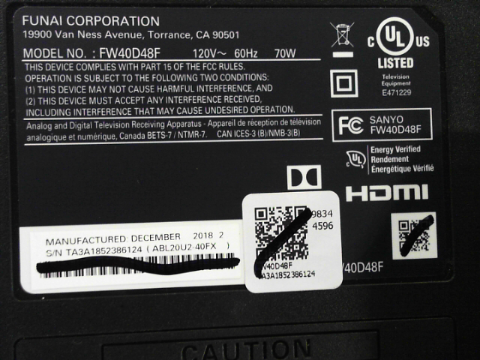 FUNAI CORPORATION
19900 Van Ness Avenue, Torrance, CA 90501
MODEL NO. : FW40D48F 120V~ 60Hz 70W
THIS DEVICE COMPLIES WITH PART 15 OF THE FCC RULES.
OPERATION IS SUBJECT TO THE FOLLOWING TWO CONDITIONS:
(1) THIS DEVICE MAY NOT CAUSE HARMFUL INTERFERENCE, AND
(2) THIS DEVICE MUST ACCEPT ANY INTERFERENCE RECEIVED,
INCLUDING INTERFERENCE THAT MAY CAUSE UNDESIRED OPERATION.
Analog and Digital Television Receiving Apparatus - Appareil de réception de télévision
analogique et numérique, Canada BETS-7 / NTMR-7. CAN ICES-3 (B)/NMB-3(B)
C UL US
LISTED
Television
Equipment
E471229
FC SANYO
FW40D48F
UL Energy Verified
Rendement
Énergétique Vérifié
HDMI
MANUFACTURED DECEMBER 2018 2
S/N TA3A1852386124 ( ABL20U2-40FX )
9834
4596
W40D48F
TA3A1852386124
/40D48F
CAUTION